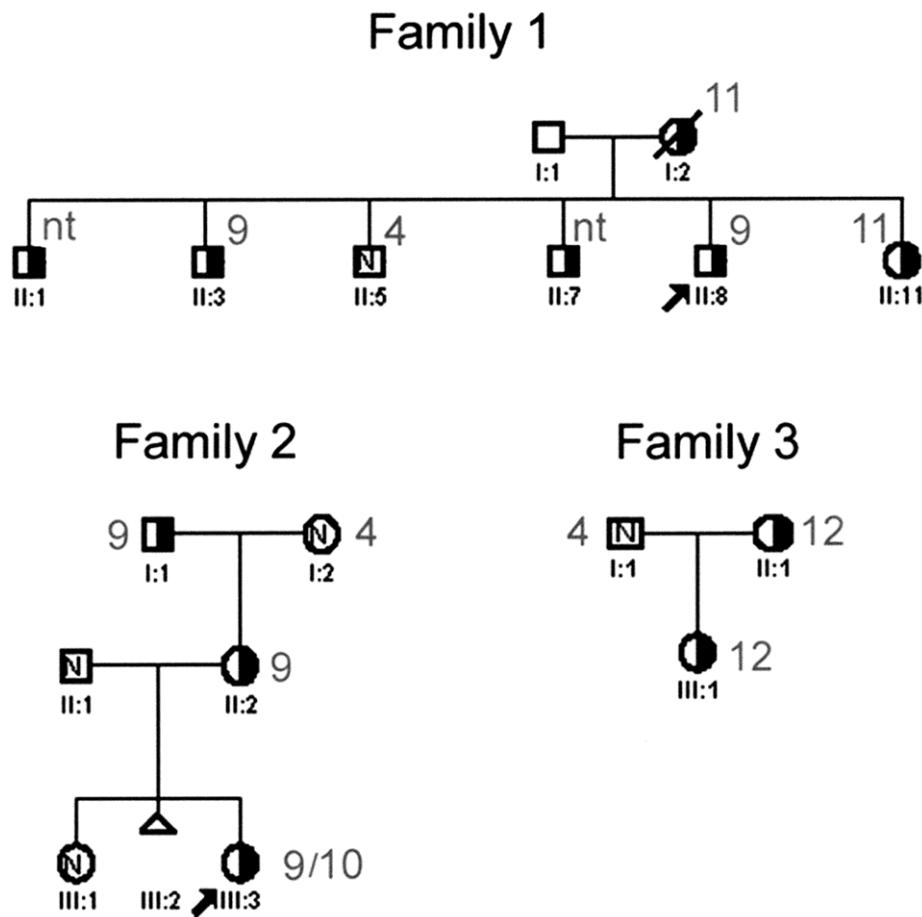 Family 1
11
I:1 I:2
nt 9 4 nt 9 11
N
II:1 II:3 II:5 II:7 II:8 II:11
Family 2 Family 3
9 N 4 4 N 12
I:1 I:2 I:1 II:1
N 9 12
II:1 II:2 III:1
N 9/10
III:1 III:2 III:3